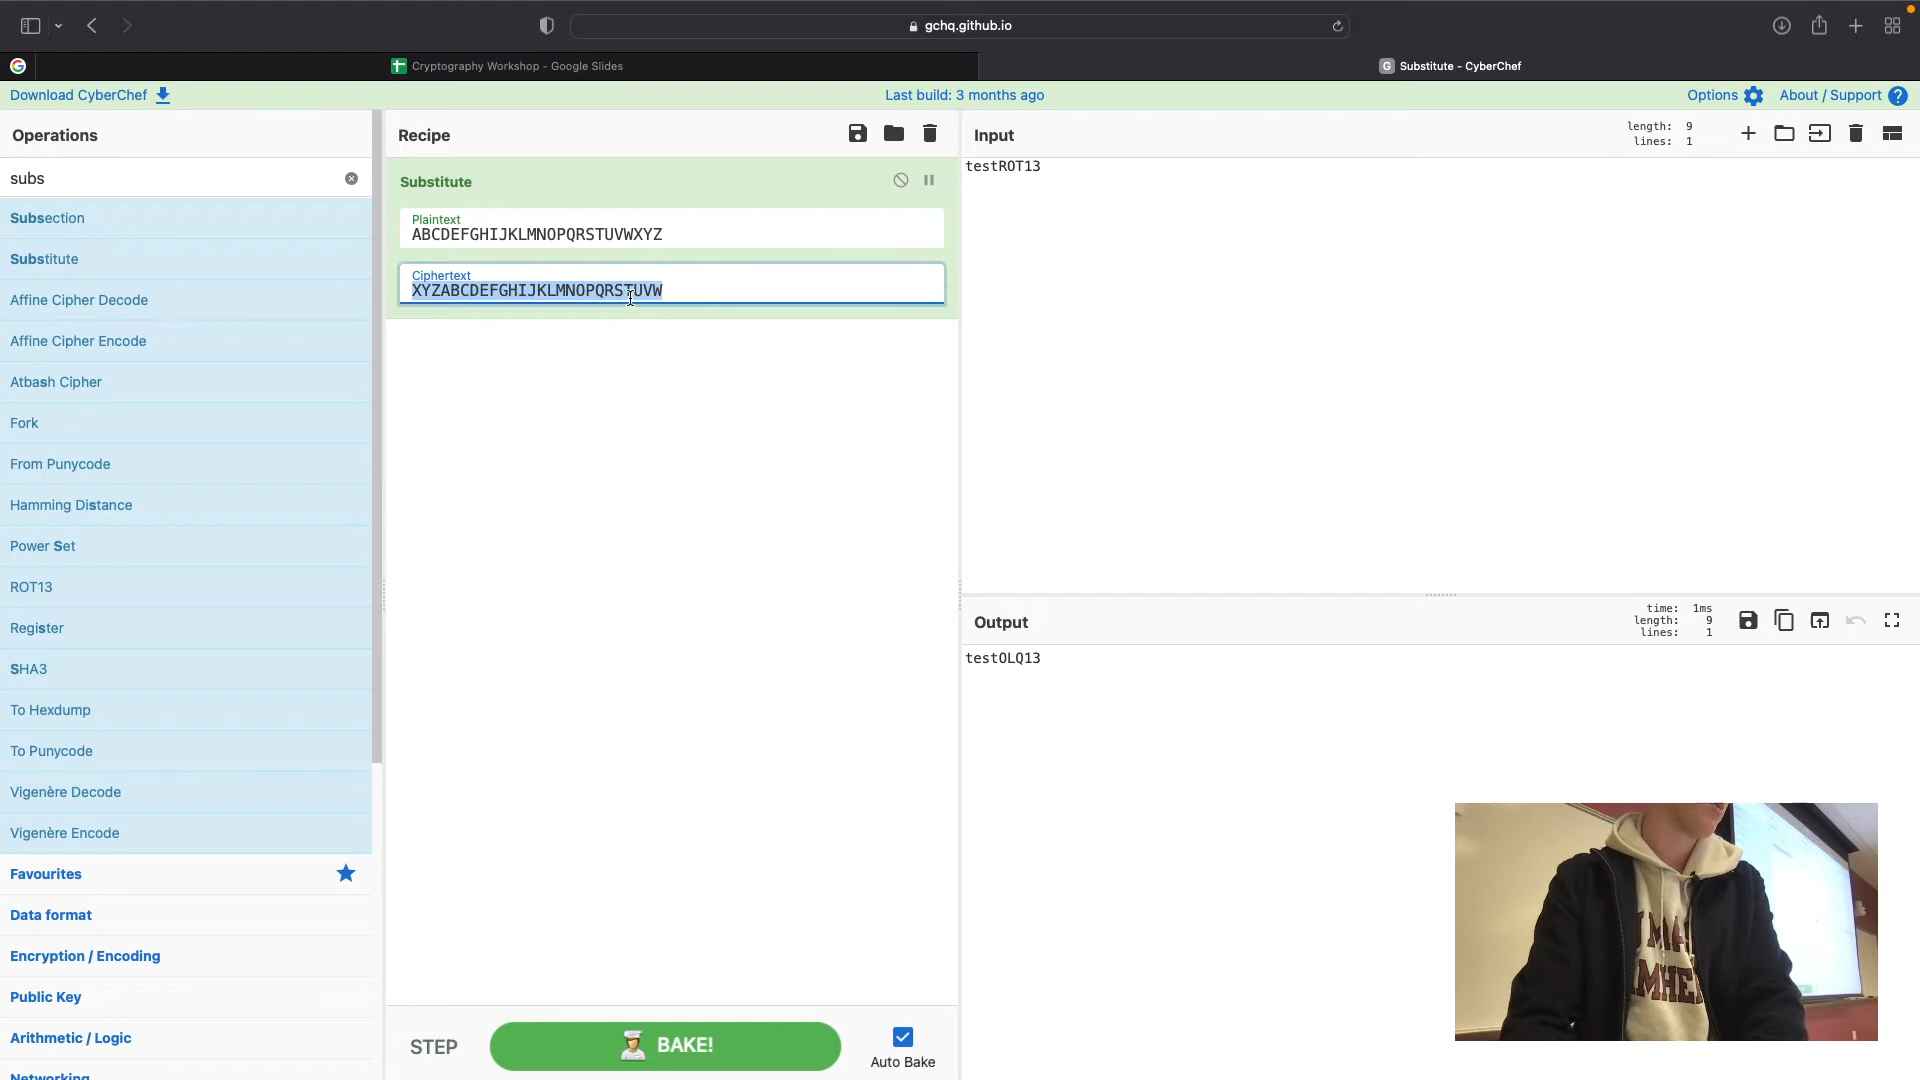 gchq.github.io
G
Cryptography Workshop - Google Slides
G
Substitute - CyberChef
Download CyberChef
Last build: 3 months ago
Options
About / Support
?
Operations
subs
Subsection
Substitute
Affine Cipher Decode
Affine Cipher Encode
Atbash Cipher
Fork
From Punycode
Hamming Distance
Power Set
ROT13
Register
SHA3
To Hexdump
To Punycode
Vigenère Decode
Vigenère Encode
Favourites
Data format
Encryption / Encoding
Public Key
Arithmetic / Logic
Networking
Recipe
Substitute
Plaintext
ABCDEFGHIJKLMNOPQRSTUVWXYZ
Ciphertext
XYZABCDEFGHIJKLMNOPQRSTUVW
STEP
BAKE!
Auto Bake
Input
length: 9
lines: 1
testROT13
Output
time: 1ms
length: 9
lines: 1
testOLQ13